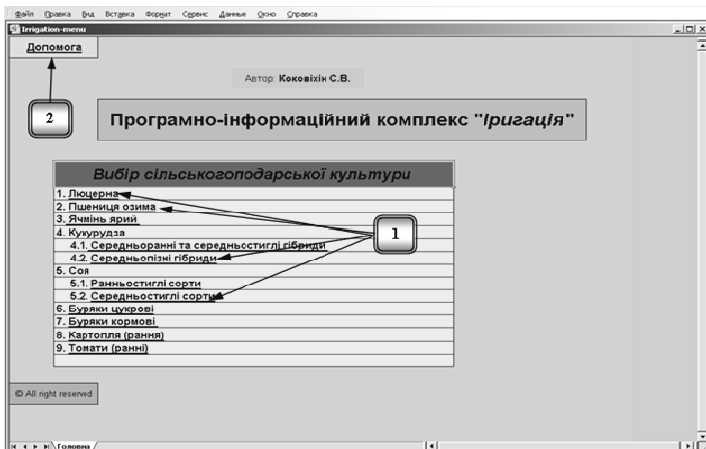 Файл Правка Вид Вставка Формат Сервис Данные Окно Справка
Irrigation-menu
Допомога
Автор: Коковіхін С.В.
2
Програмно-інформаційний комплекс "Іригація"
Вибір сільськогоподарської культури
1. Люцерна
2. Пшениця озима
3. Ячмінь ярий
4. Кукурудза
1
4.1. Середньоранні та середньостиглі гібриди
4.2. Середньопізні гібриди
5. Соя
5.1. Ранньостиглі сорти
5.2. Середньостиглі сорти
6. Буряки цукрові
7. Буряки кормові
8. Картопля (рання)
9. Томати (ранні)
© All right reserved
Головна